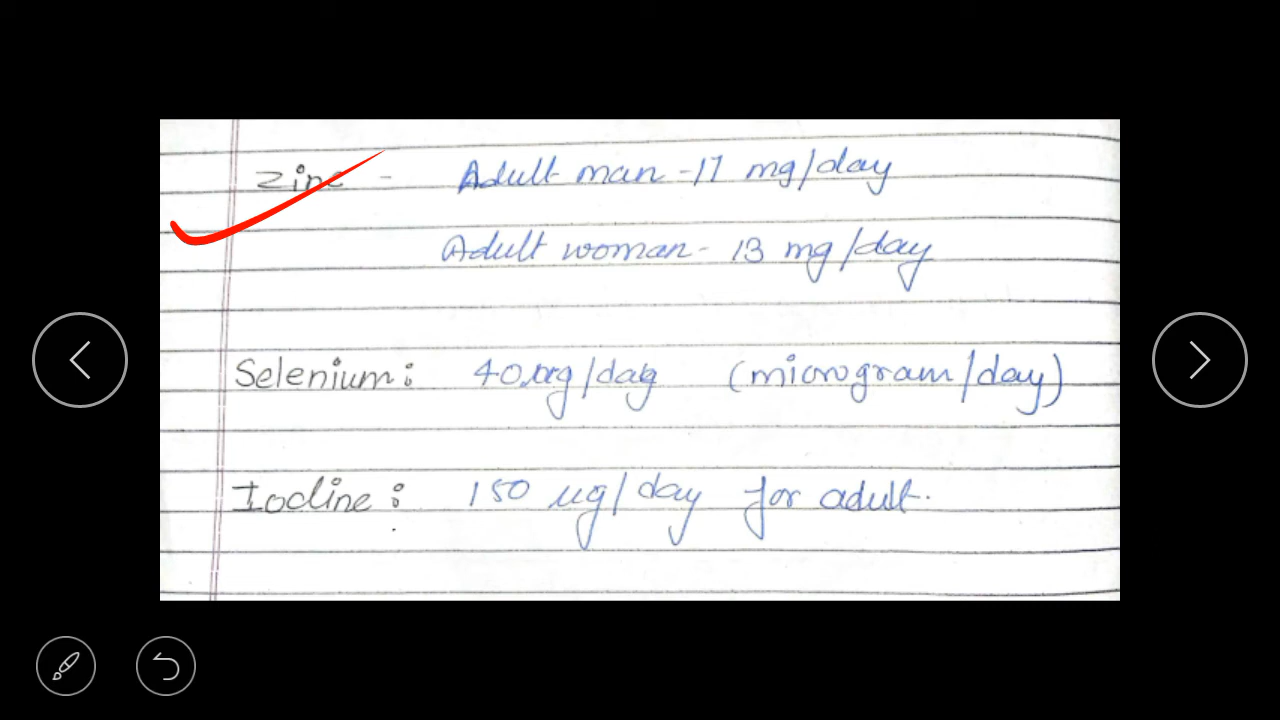 Zinc - Adult man - 17 mg/day
Adult woman - 13 mg/day
Selenium: 40 µg/day (microgram/day)
Iodine: 150 µg/day for adult.